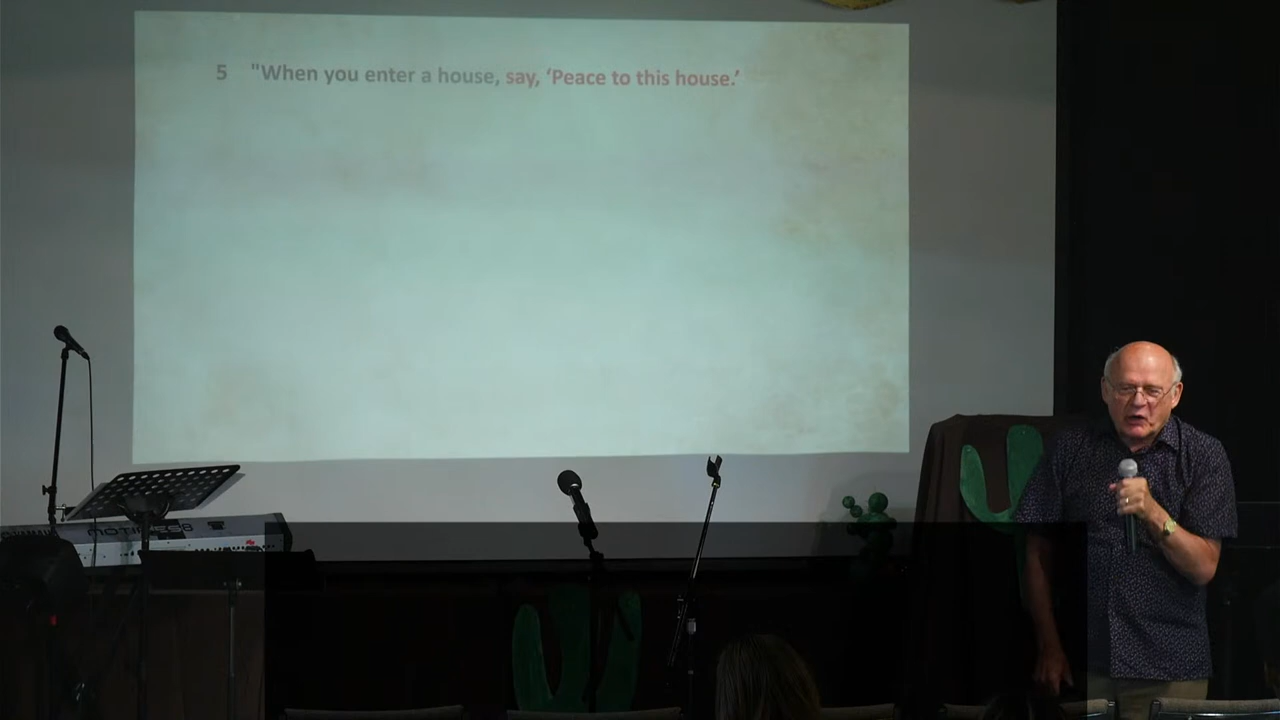 5 "When you enter a house, say, ‘Peace to this house.’